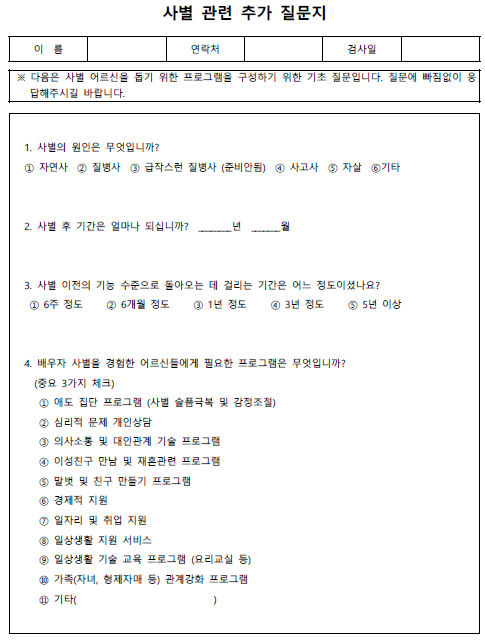 사별 관련 추가 질문지
이 름 연락처 검사일
※ 다음은 사별 어르신을 돕기 위한 프로그램을 구성하기 위한 기초 질문입니다. 질문에 빠짐없이 응
답해주시길 바랍니다.
1. 사별의 원인은 무엇입니까?
① 자연사 ② 질병사 ③ 급작스런 질병사 (준비안됨) ④ 사고사 ⑤ 자살 ⑥기타
2. 사별 후 기간은 얼마나 되십니까? ______년 _____월
3. 사별 이전의 기능 수준으로 돌아오는 데 걸리는 기간은 어느 정도이셨나요?
① 6주 정도 ② 6개월 정도 ③ 1년 정도 ④ 3년 정도 ⑤ 5년 이상
4. 배우자 사별을 경험한 어르신들에게 필요한 프로그램은 무엇입니까?
(중요 3가지 체크)
① 애도 집단 프로그램 (사별 슬픔극복 및 감정조절)
② 심리적 문제 개인상담
③ 의사소통 및 대인관계 기술 프로그램
④ 이성친구 만남 및 재혼관련 프로그램
⑤ 말벗 및 친구 만들기 프로그램
⑥ 경제적 지원
⑦ 일자리 및 취업 지원
⑧ 일상생활 지원 서비스
⑨ 일상생활 기술 교육 프로그램 (요리교실 등)
⑩ 가족(자녀, 형제자매 등) 관계강화 프로그램
⑪ 기타( )